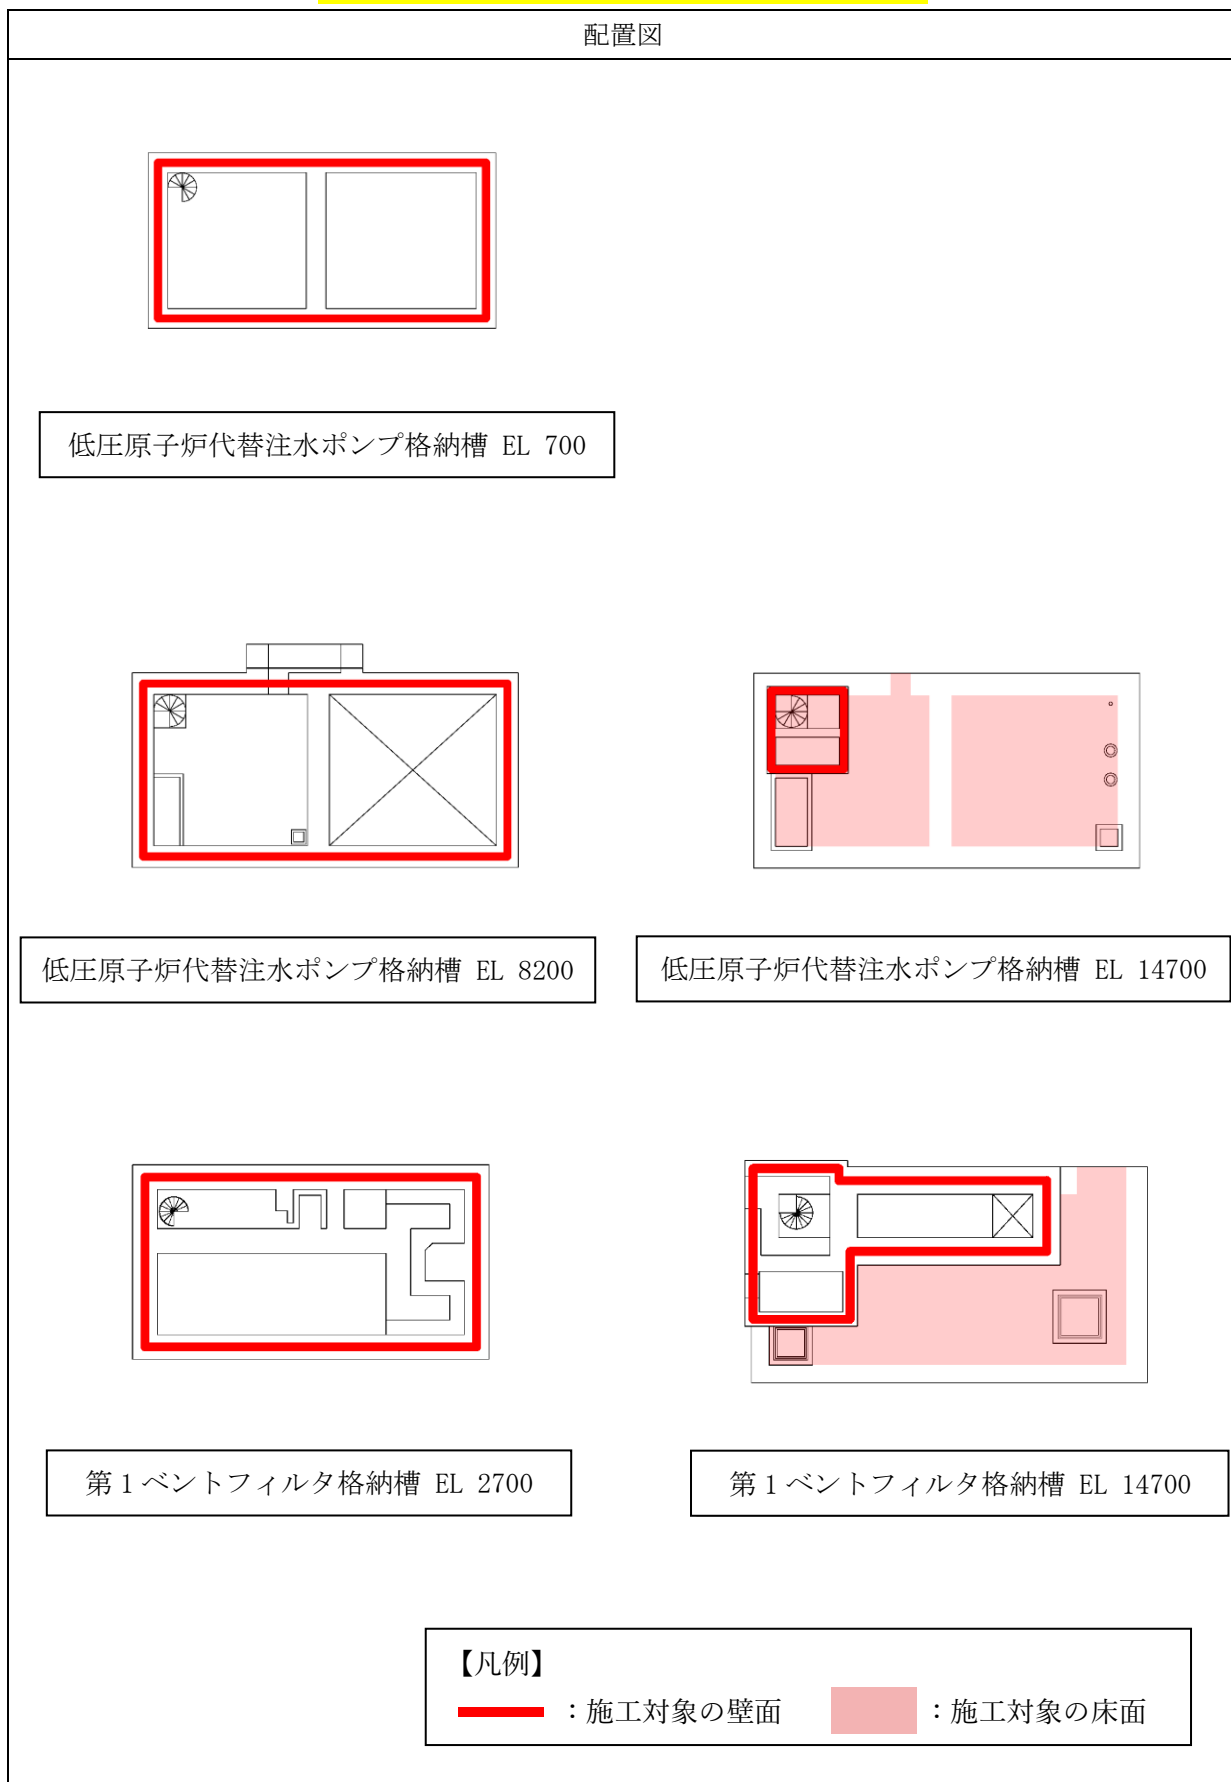 配置図
低圧原子炉代替注水ポンプ格納槽 EL 700
低圧原子炉代替注水ポンプ格納槽 EL 8200
低圧原子炉代替注水ポンプ格納槽 EL 14700
第1ベントフィルタ格納槽 EL 2700
第1ベントフィルタ格納槽 EL 14700
【凡例】
：施工対象の壁面 ：施工対象の床面